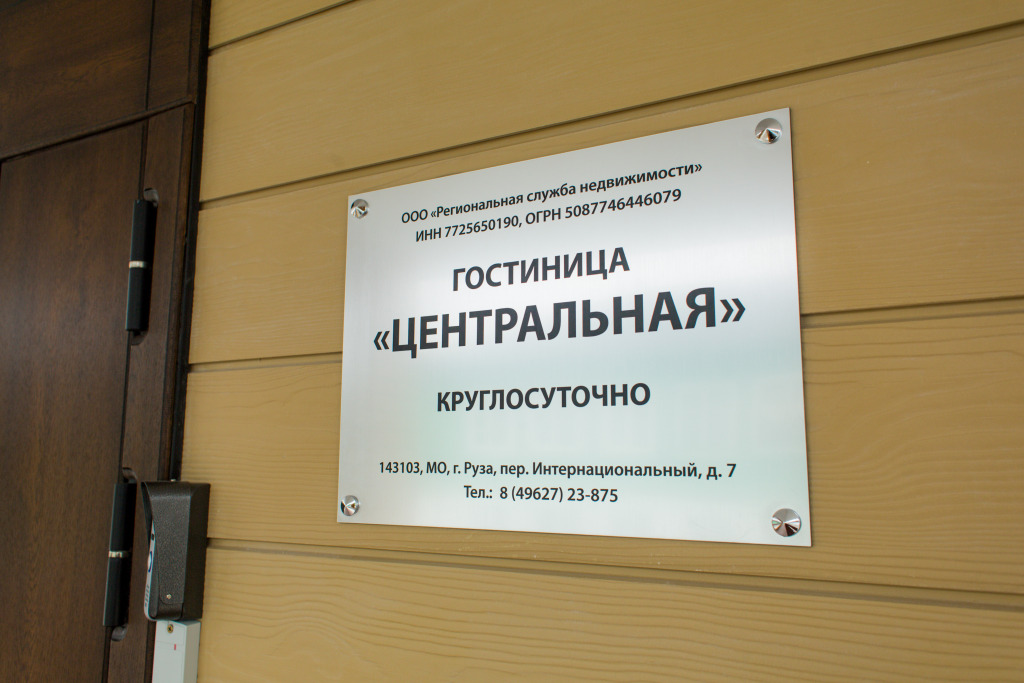 ООО «Региональная служба недвижимости»
ИНН 7725650190, ОГРН 5087746446079
ГОСТИНИЦА
«ЦЕНТРАЛЬНАЯ»
КРУГЛОСУТОЧНО
143103, МО, г. Руза, пер. Интернациональный, д. 7
Тел.: 8 (49627) 23-875